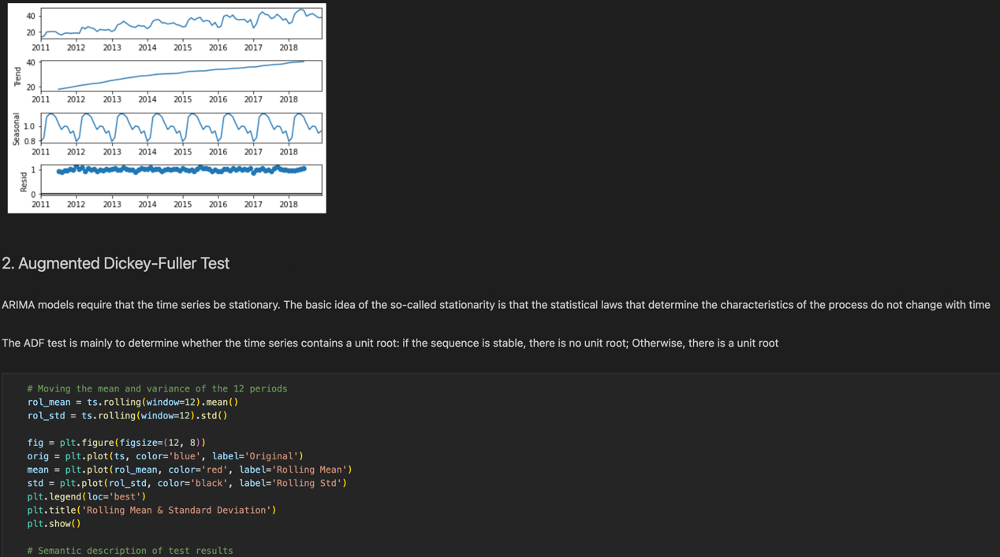 40
20
2011 2012 2013 2014 2015 2016 2017 2018
40
Trend
20
2011 2012 2013 2014 2015 2016 2017 2018
Seasonal
1.0
0.8
2011 2012 2013 2014 2015 2016 2017 2018
1
Resid
0
2011 2012 2013 2014 2015 2016 2017 2018
2. Augmented Dickey-Fuller Test
ARIMA models require that the time series be stationary. The basic idea of the so-called stationarity is that the statistical laws that determine the characteristics of the process do not change with time
The ADF test is mainly to determine whether the time series contains a unit root: if the sequence is stable, there is no unit root; Otherwise, there is a unit root
# Moving the mean and variance of the 12 periods
rol_mean = ts.rolling(window=12).mean()
rol_std = ts.rolling(window=12).std()
fig = plt.figure(figsize=(12, 8))
orig = plt.plot(ts, color='blue', label='Original')
mean = plt.plot(rol_mean, color='red', label='Rolling Mean')
std = plt.plot(rol_std, color='black', label='Rolling Std')
plt.legend(loc='best')
plt.title('Rolling Mean & Standard Deviation')
plt.show()
# Semantic description of test results